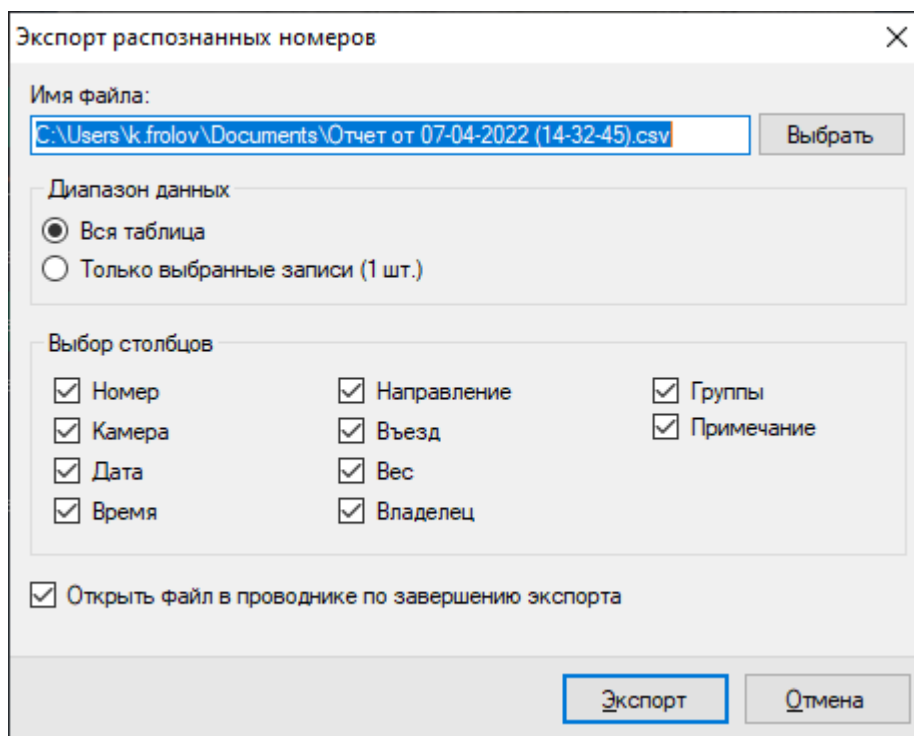 Экспорт распознанных номеров
Имя файла:
C:\Users\k.frolov\Documents\Отчет от 07-04-2022 (14-32-45).csv
Выбрать
Диапазон данных
Вся таблица
Только выбранные записи (1 шт.)
Выбор столбцов
Номер Направление Группы
Камера Въезд Примечание
Дата Вес
Время Владелец
Открыть файл в проводнике по завершению экспорта
Экспорт Отмена